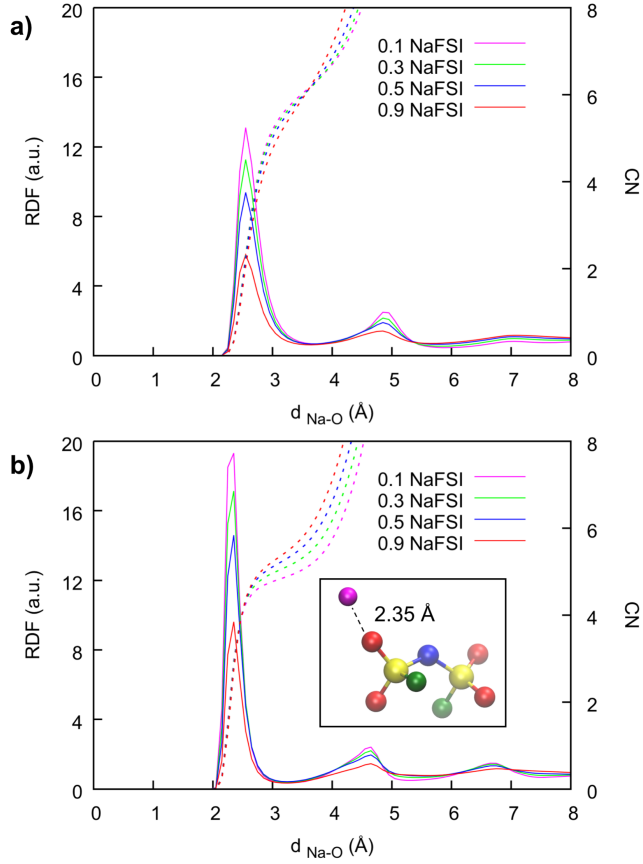 a)
20
16
12
8
4
0
RDF (a.u.)
8
6
4
2
0
CN
0.1 NaFSI
0.3 NaFSI
0.5 NaFSI
0.9 NaFSI
0 1 2 3 4 5 6 7 8
d Na-O (Å)
b)
20
16
12
8
4
0
RDF (a.u.)
8
6
4
2
0
CN
0.1 NaFSI
0.3 NaFSI
0.5 NaFSI
0.9 NaFSI
2.35 Å
0 1 2 3 4 5 6 7 8
d Na-O (Å)